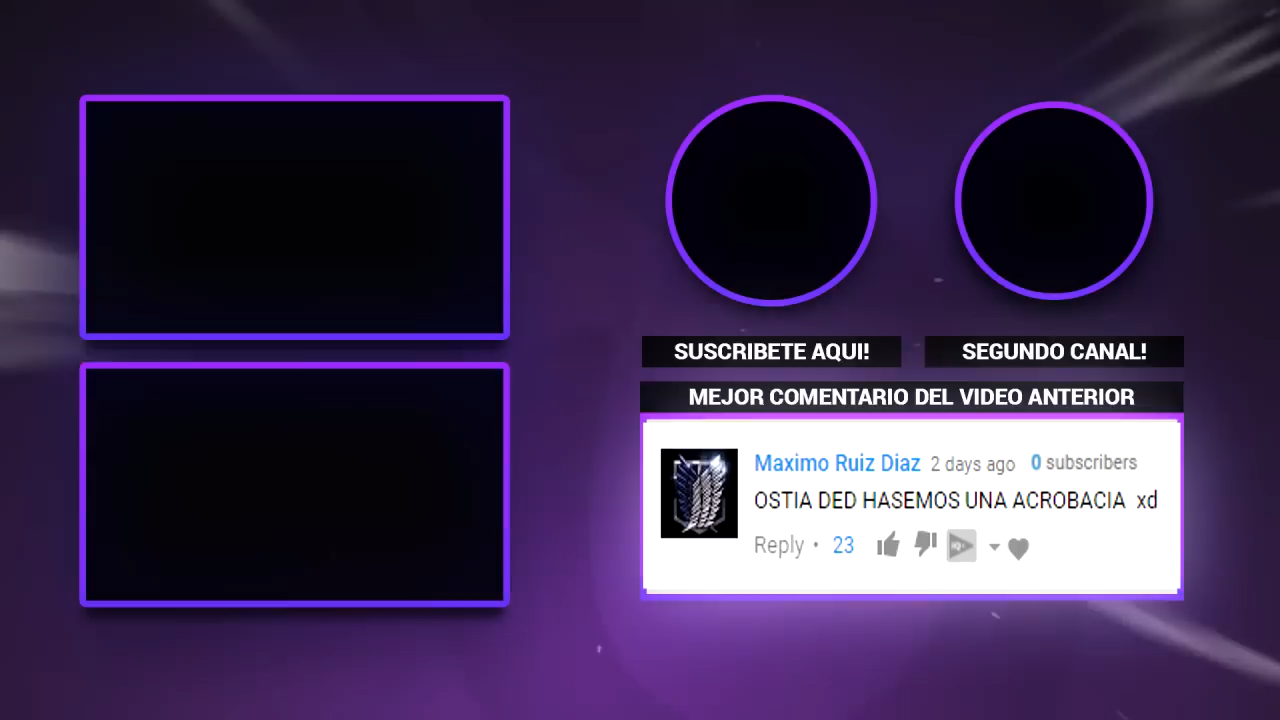 SUSCRIBETE AQUI!
SEGUNDO CANAL!
MEJOR COMENTARIO DEL VIDEO ANTERIOR
Maximo Ruiz Diaz 2 days ago 0 subscribers
OSTIA DED HASEMOS UNA ACROBACIA xd
Reply • 23